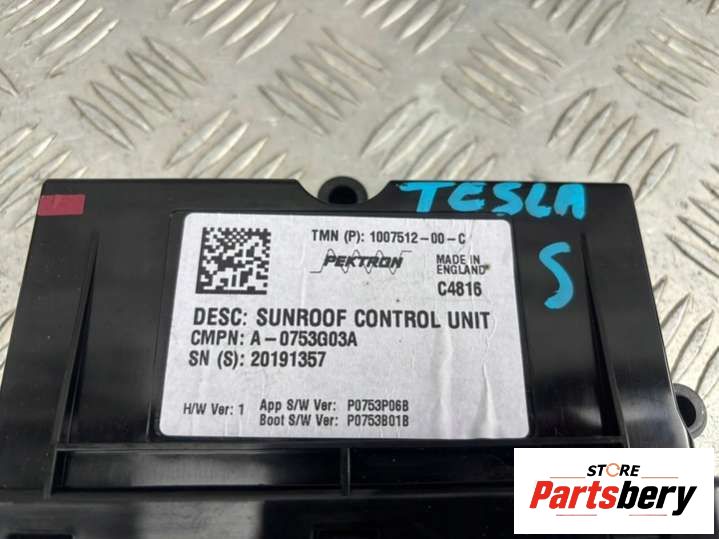 TESLA
S
TMN (P): 1007512-00-C
PEKTRON
MADE IN
ENGLAND
C4816
DESC: SUNROOF CONTROL UNIT
CMPN: A-0753G03A
SN (S): 20191357
H/W Ver: 1 App S/W Ver: P0753P06B
Boot S/W Ver: P0753B01B
STORE
Partsbery